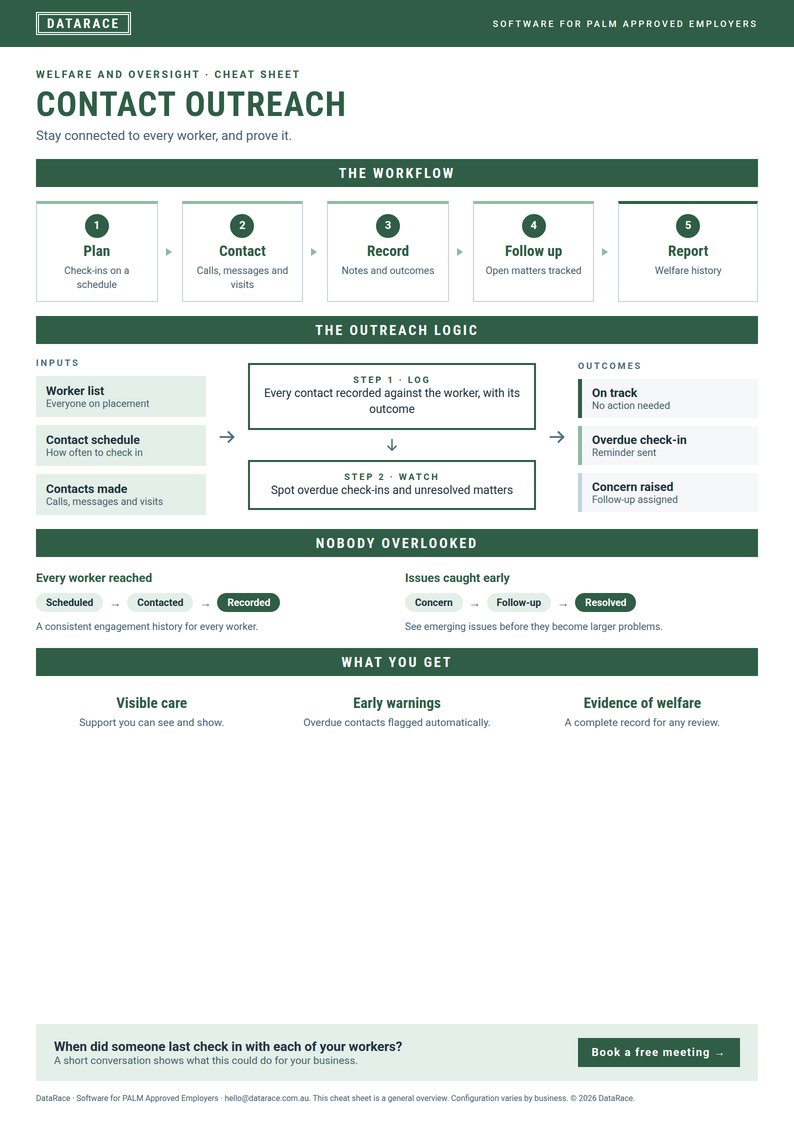 DATARACE
SOFTWARE FOR PALM APPROVED EMPLOYERS
WELFARE AND OVERSIGHT · CHEAT SHEET
CONTACT OUTREACH
Stay connected to every worker, and prove it.
THE WORKFLOW
1
Plan
Check-ins on a
schedule
2
Contact
Calls, messages and
visits
3
Record
Notes and outcomes
4
Follow up
Open matters tracked
5
Report
Welfare history
THE OUTREACH LOGIC
INPUTS
Worker list
Everyone on placement
Contact schedule
How often to check in
Contacts made
Calls, messages and visits
→
STEP 1 · LOG
Every contact recorded against the worker, with its
outcome
↓
STEP 2 · WATCH
Spot overdue check-ins and unresolved matters
→
OUTCOMES
On track
No action needed
Overdue check-in
Reminder sent
Concern raised
Follow-up assigned
NOBODY OVERLOOKED
Every worker reached
Scheduled → Contacted → Recorded
A consistent engagement history for every worker.
Issues caught early
Concern → Follow-up → Resolved
See emerging issues before they become larger problems.
WHAT YOU GET
Visible care
Support you can see and show.
Early warnings
Overdue contacts flagged automatically.
Evidence of welfare
A complete record for any review.
When did someone last check in with each of your workers?
A short conversation shows what this could do for your business.
Book a free meeting →
DataRace · Software for PALM Approved Employers · hello@datarace.com.au. This cheat sheet is a general overview. Configuration varies by business. © 2026 DataRace.